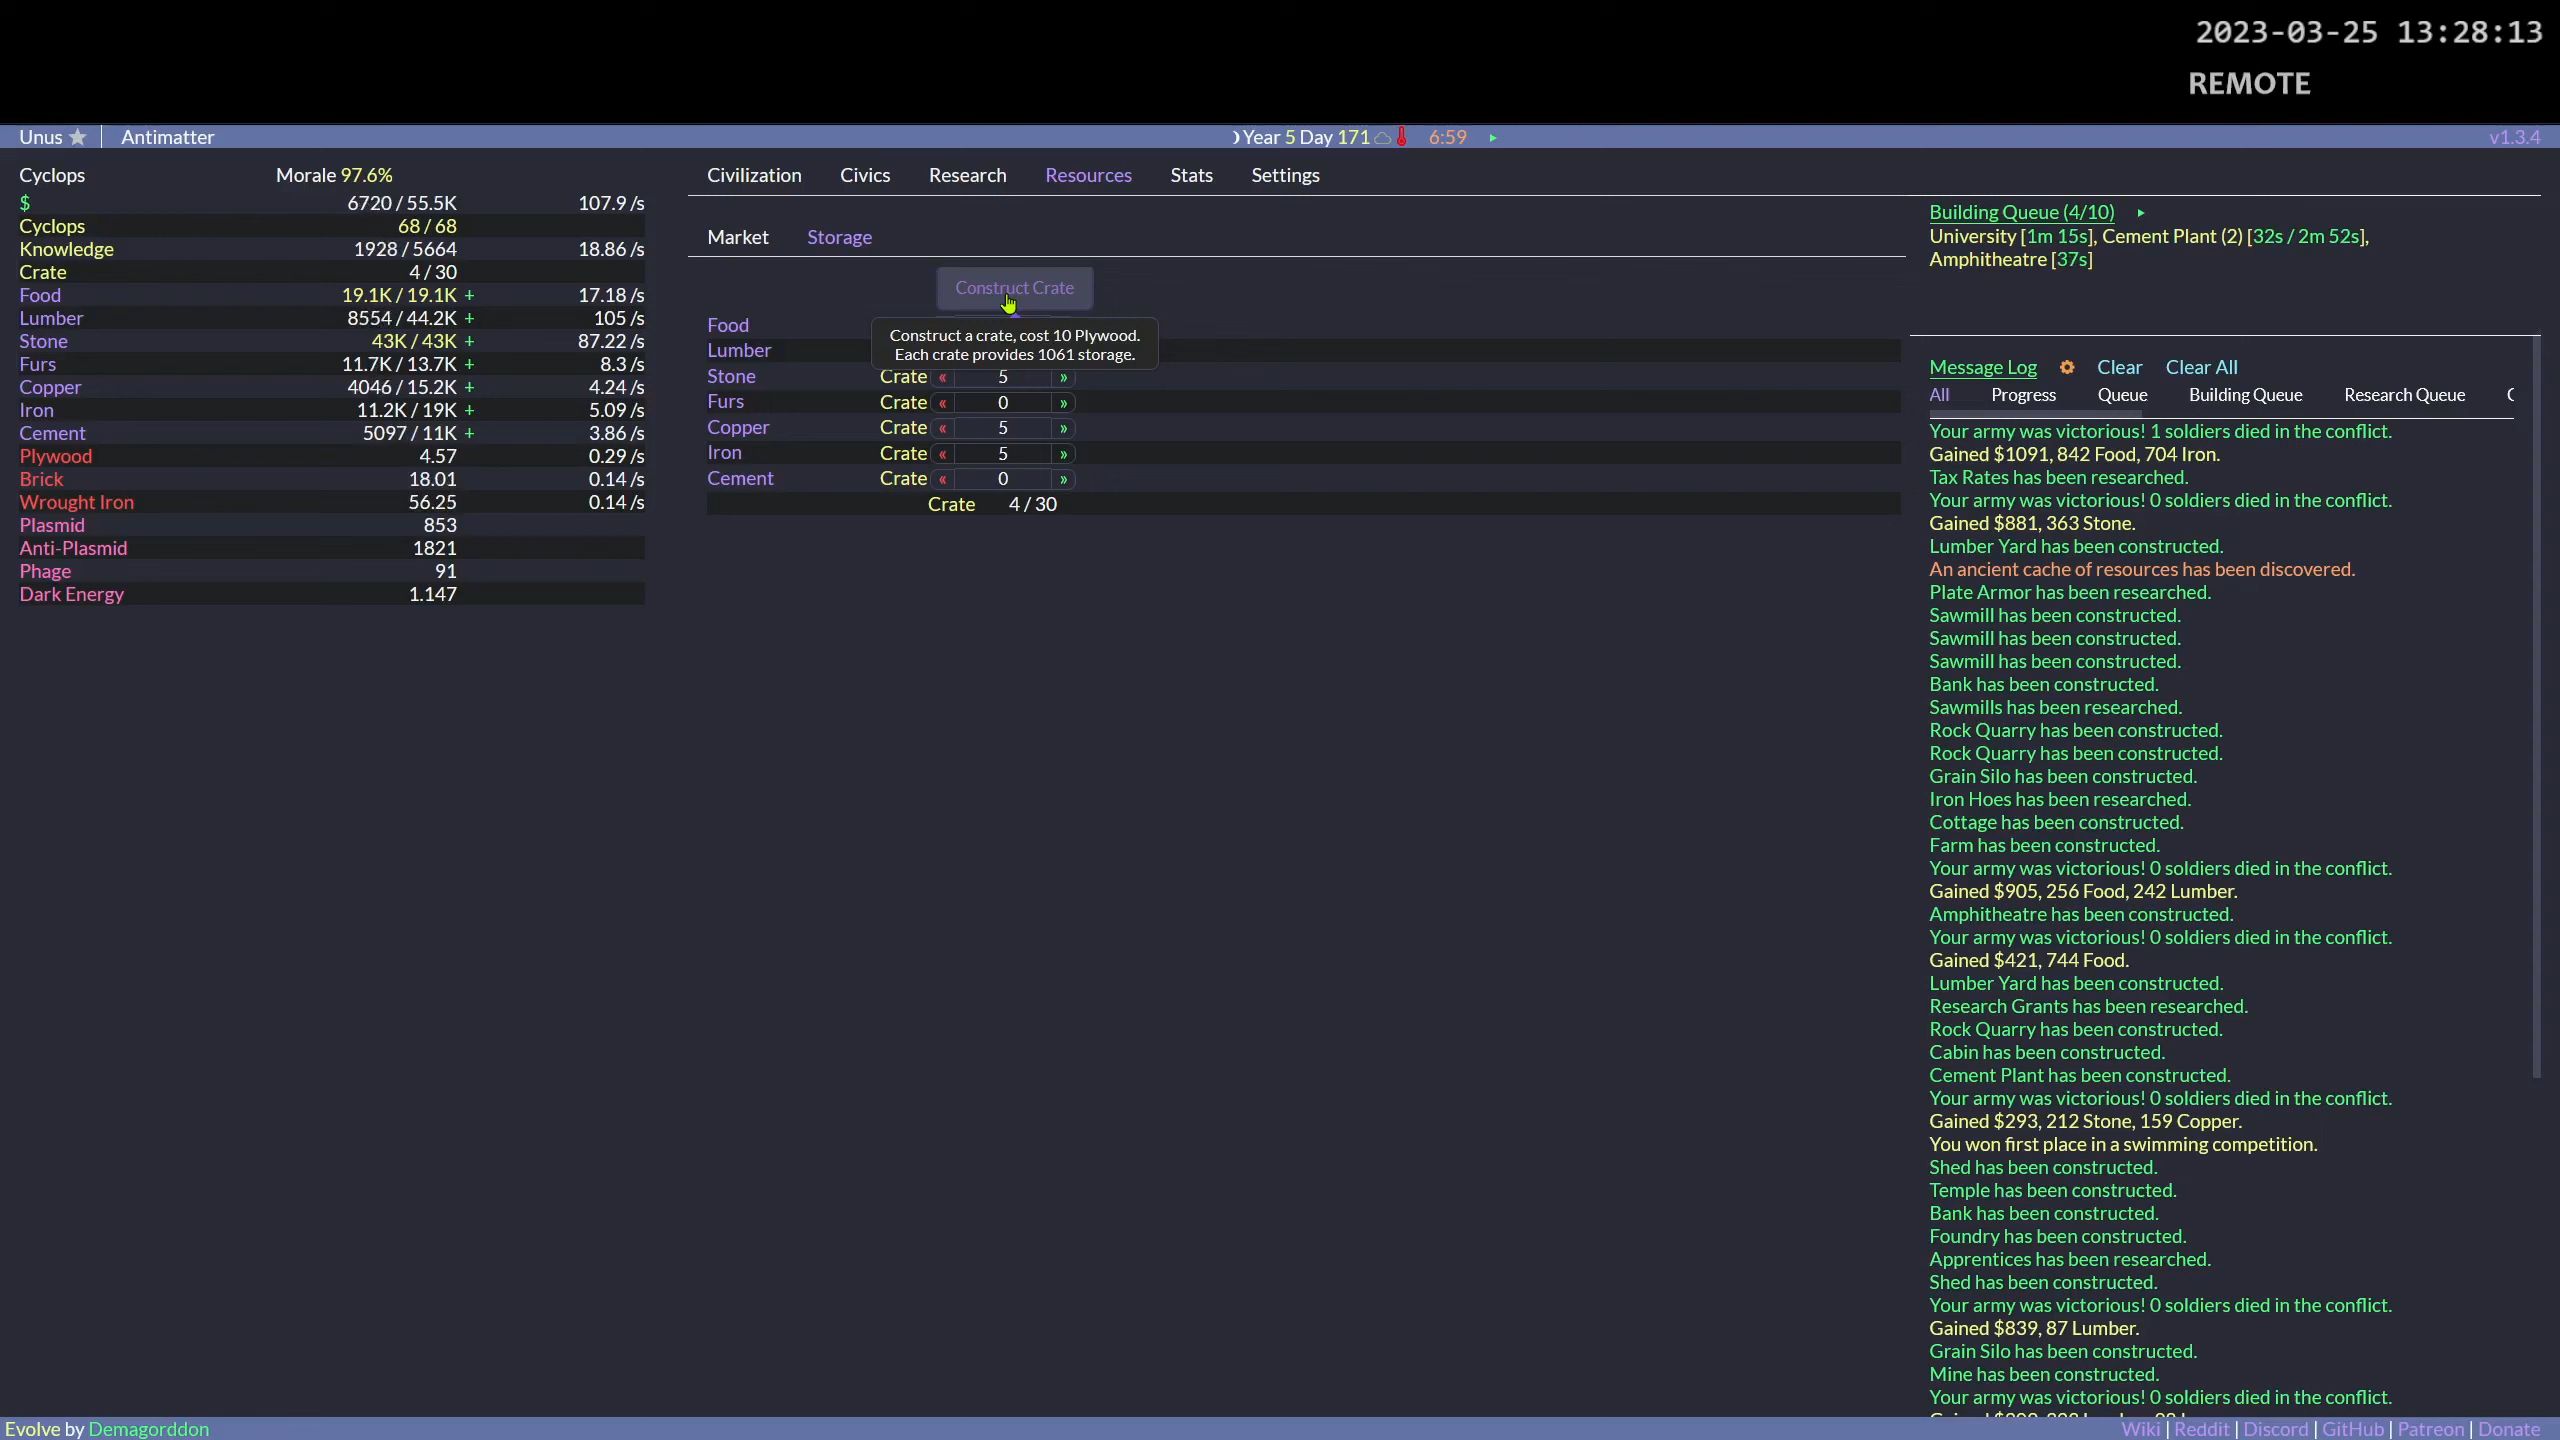 2023-03-25 13:28:13
REMOTE
Unus ★ | Antimatter
Year 5 Day 171 6:59
v1.3.4
Cyclops Morale 97.6%
$ 6720 / 55.5K 107.9 /s
Cyclops 68 / 68
Knowledge 1928 / 5664 18.86 /s
Crate 4 / 30
Food 19.1K / 19.1K + 17.18 /s
Lumber 8554 / 44.2K + 105 /s
Stone 43K / 43K + 87.22 /s
Furs 11.7K / 13.7K + 8.3 /s
Copper 4046 / 15.2K + 4.24 /s
Iron 11.2K / 19K + 5.09 /s
Cement 5097 / 11K + 3.86 /s
Plywood 4.57 0.29 /s
Brick 18.01 0.14 /s
Wrought Iron 56.25 0.14 /s
Plasmid 853
Anti-Plasmid 1821
Phage 91
Dark Energy 1.147
Civilization Civics Research Resources Stats Settings
Market Storage
Construct Crate
Construct a crate, cost 10 Plywood.
Each crate provides 1061 storage.
Food
Lumber
Stone Crate « 5 »
Furs Crate « 0 »
Copper Crate « 5 »
Iron Crate « 5 »
Cement Crate « 0 »
Crate 4 / 30
Building Queue (4/10)
University [1m 15s], Cement Plant (2) [32s / 2m 52s],
Amphitheatre [37s]
Message Log Clear Clear All
All Progress Queue Building Queue Research Queue
Your army was victorious! 1 soldiers died in the conflict.
Gained $1091, 842 Food, 704 Iron.
Tax Rates has been researched.
Your army was victorious! 0 soldiers died in the conflict.
Gained $881, 363 Stone.
Lumber Yard has been constructed.
An ancient cache of resources has been discovered.
Plate Armor has been researched.
Sawmill has been constructed.
Sawmill has been constructed.
Sawmill has been constructed.
Bank has been constructed.
Sawmills has been researched.
Rock Quarry has been constructed.
Rock Quarry has been constructed.
Grain Silo has been constructed.
Iron Hoes has been researched.
Cottage has been constructed.
Farm has been constructed.
Your army was victorious! 0 soldiers died in the conflict.
Gained $905, 256 Food, 242 Lumber.
Amphitheatre has been constructed.
Your army was victorious! 0 soldiers died in the conflict.
Gained $421, 744 Food.
Lumber Yard has been constructed.
Research Grants has been researched.
Rock Quarry has been constructed.
Cabin has been constructed.
Cement Plant has been constructed.
Your army was victorious! 0 soldiers died in the conflict.
Gained $293, 212 Stone, 159 Copper.
You won first place in a swimming competition.
Shed has been constructed.
Temple has been constructed.
Bank has been constructed.
Foundry has been constructed.
Apprentices has been researched.
Shed has been constructed.
Your army was victorious! 0 soldiers died in the conflict.
Gained $839, 87 Lumber.
Grain Silo has been constructed.
Mine has been constructed.
Your army was victorious! 0 soldiers died in the conflict.
Evolve by Demagorddon
Wiki | Reddit | Discord | GitHub | Patreon | Donate